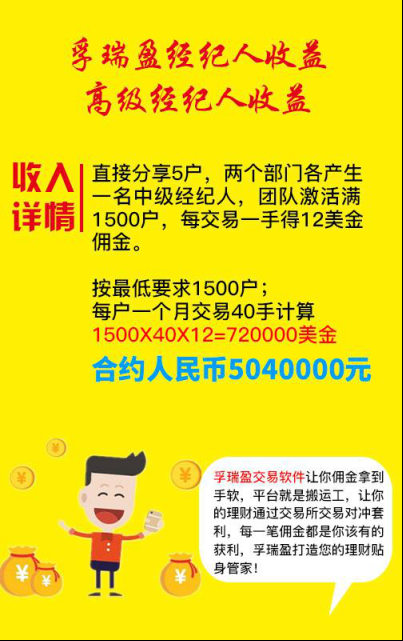 孚瑞盈经纪人收益
高级经纪人收益
收入
详情
直接分享5户，两个部门各产生
一名中级经纪人，团队激活满
1500户，每交易一手得12美金
佣金。
按最低要求1500户；
每户一个月交易40手计算
1500X40X12=720000美金
合约人民币5040000元
孚瑞盈交易软件让你佣金拿到
手软，平台就是搬运工，让你
的理财通过交易所交易对冲套
利，每一笔佣金都是你该有的
获利，孚瑞盈打造您的理财贴
身管家！
¥
¥
¥
¥
¥
¥